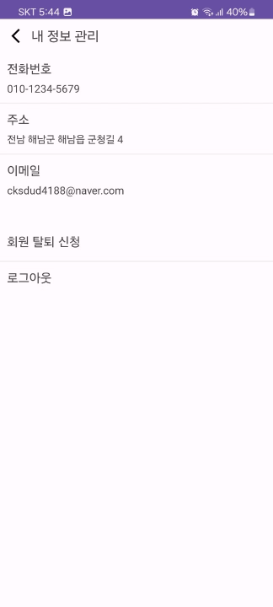 SKT 5:44
40%
내 정보 관리
전화번호
010-1234-5679
주소
전남 해남군 해남읍 군청길 4
이메일
cksdud4188@naver.com
회원 탈퇴 신청
로그아웃